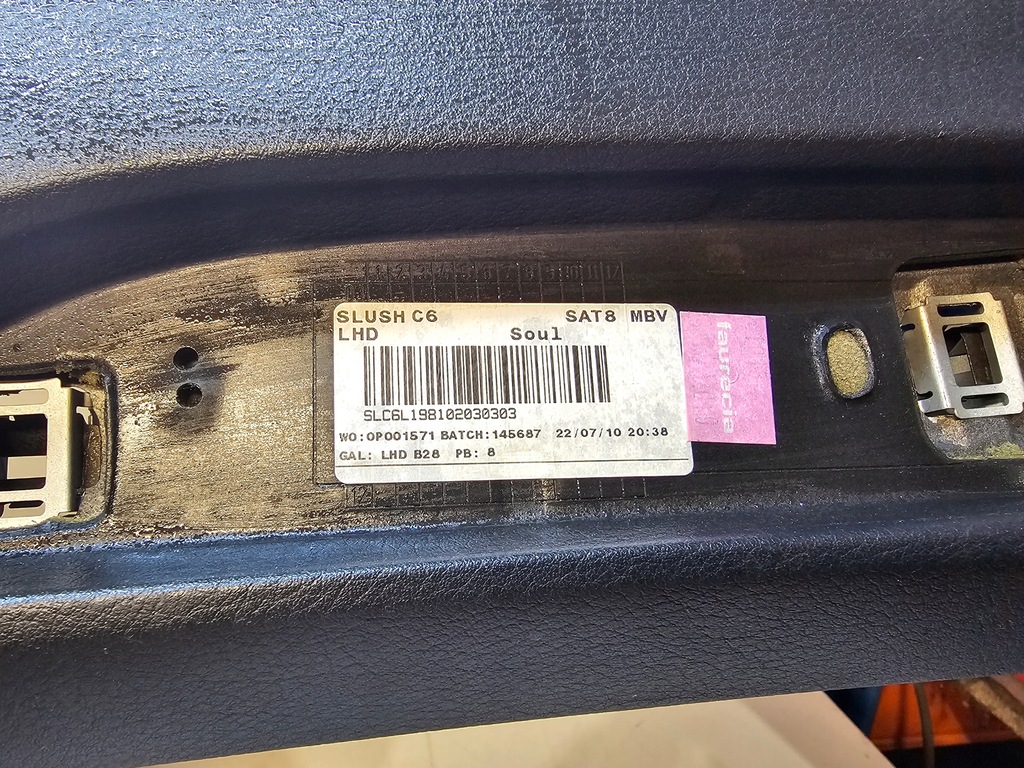 SLUSH C6 SAT8 MBV
LHD Soul
SLC6L198102030303
WO:OP001571 BATCH:145687 22/07/10 20:38
GAL: LHD B28 PB: 8
faurecia